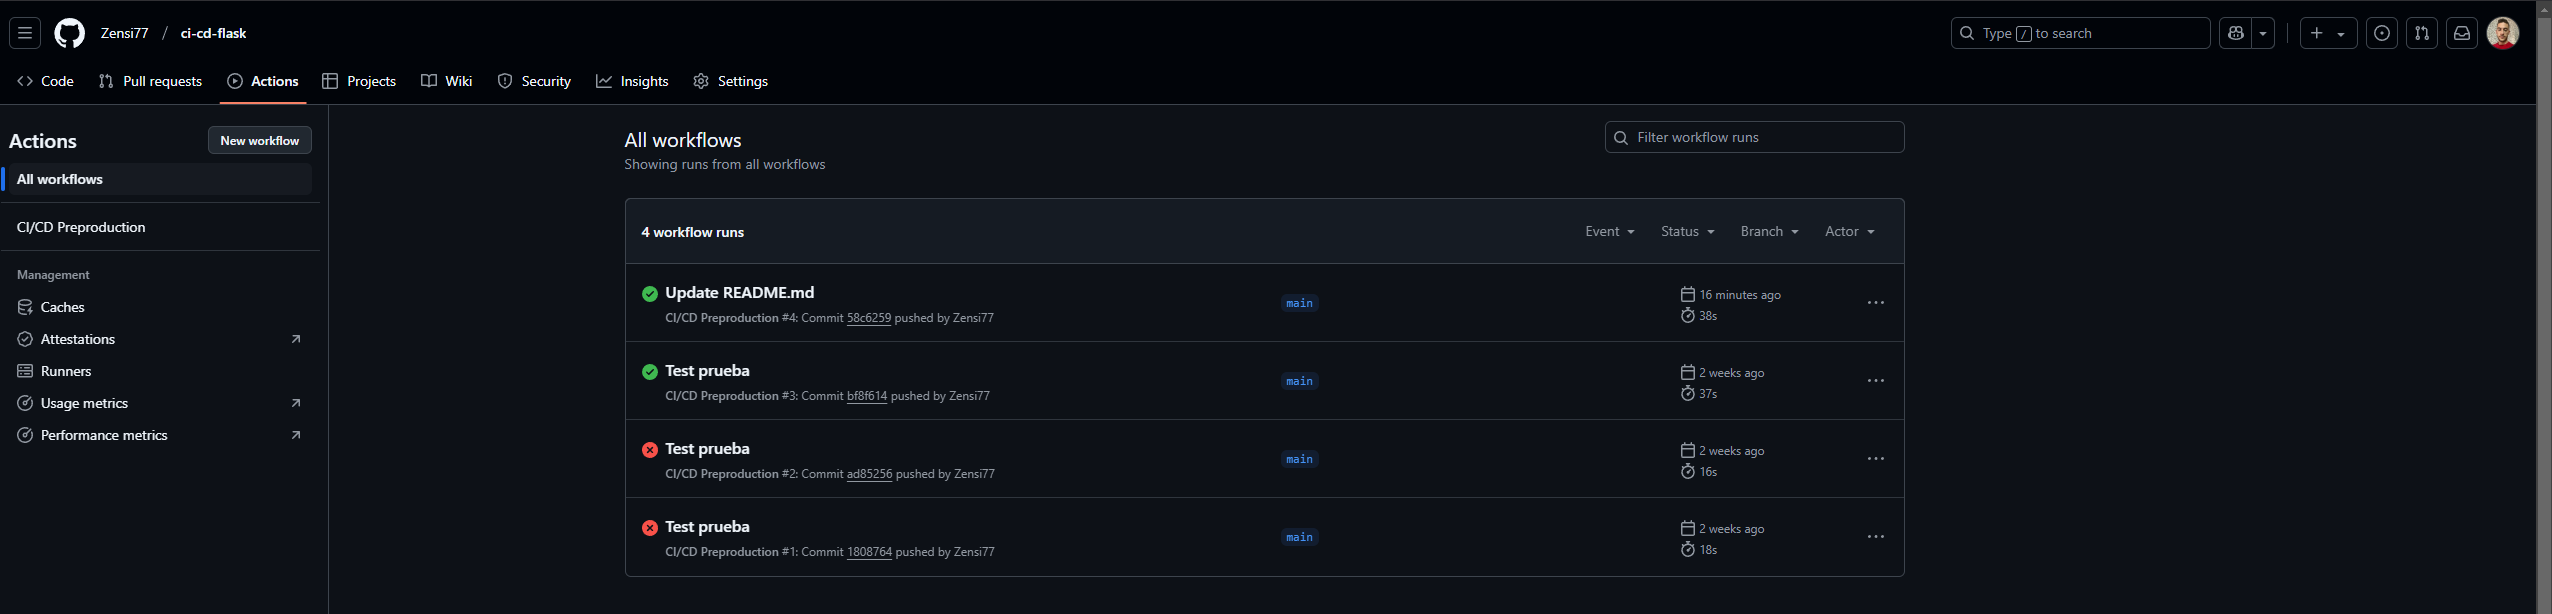 Zensi77 / ci-cd-flask
Type / to search
Code Pull requests Actions Projects Wiki Security Insights Settings
Actions
New workflow
All workflows
CI/CD Preproduction
Management
Caches
Attestations
Runners
Usage metrics
Performance metrics
All workflows
Showing runs from all workflows
Filter workflow runs
4 workflow runs
Event Status Branch Actor
Update README.md
CI/CD Preproduction #4: Commit 58c6259 pushed by Zensi77
main
16 minutes ago
38s
Test prueba
CI/CD Preproduction #3: Commit bf8f614 pushed by Zensi77
main
2 weeks ago
37s
Test prueba
CI/CD Preproduction #2: Commit ad85256 pushed by Zensi77
main
2 weeks ago
16s
Test prueba
CI/CD Preproduction #1: Commit 1808764 pushed by Zensi77
main
2 weeks ago
18s